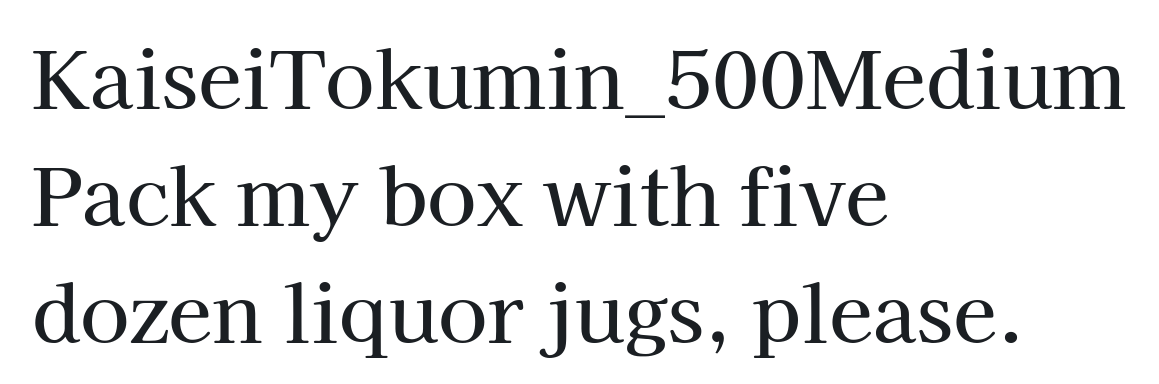 KaiseiTokumin_500Medium
Pack my box with five
dozen liquor jugs, please.